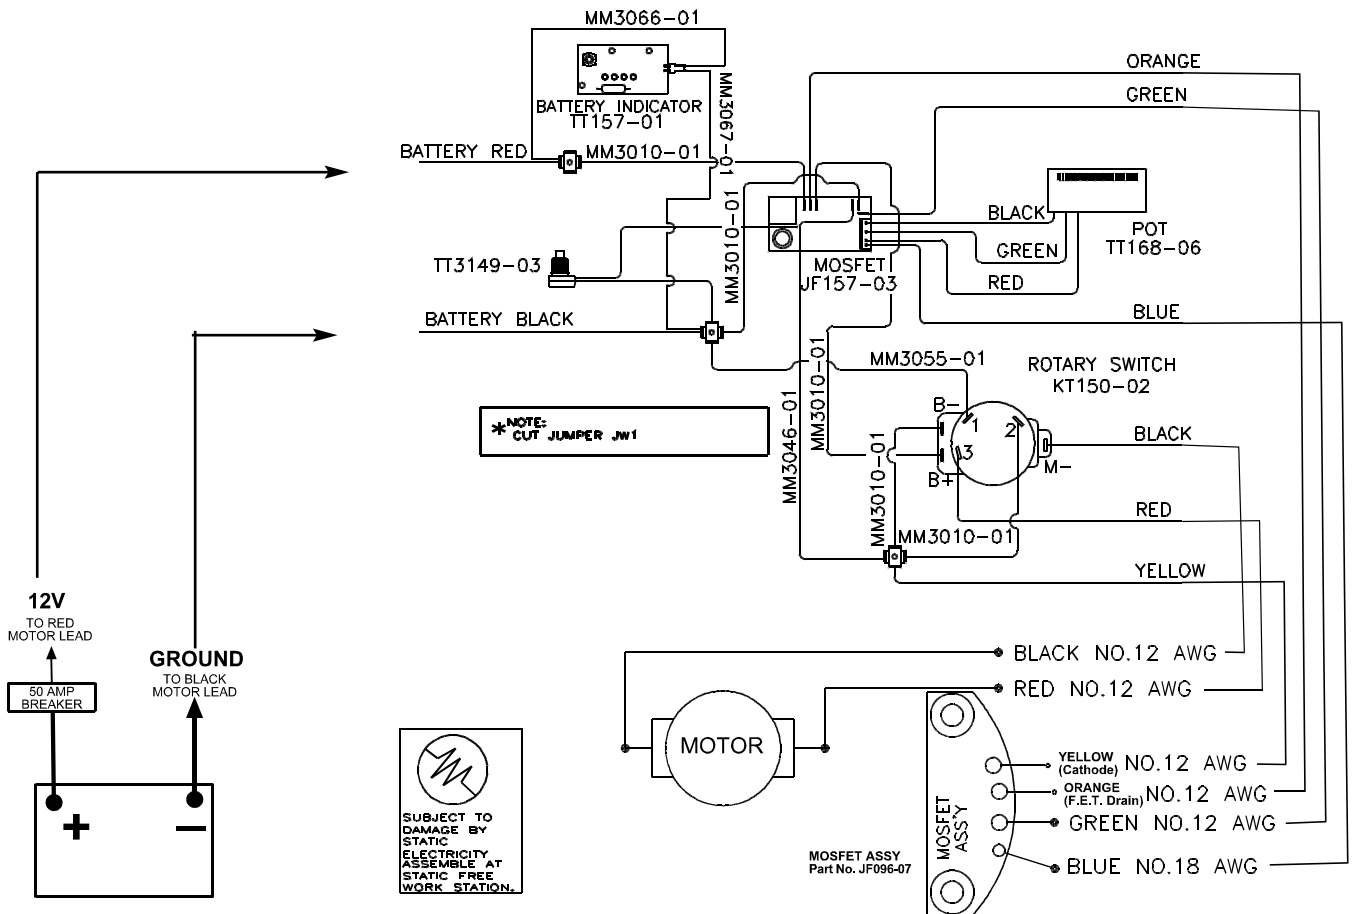 MM3066-01
BATTERY INDICATOR
TT157-01
MM3067-01
BATTERY RED
MM3010-01
ORANGE
GREEN
MM3010-01
BLACK
GREEN
RED
POT
TT168-06
TT3149-03
MOSFET
JF157-03
BATTERY BLACK
BLUE
MM3055-01
ROTARY SWITCH
KT150-02
*NOTE:
CUT JUMPER JW1
MM3046-01
MM3010-01
MM3010-01
B-
1
2
3
B+
M-
BLACK
RED
MM3010-01
YELLOW
12V
TO RED
MOTOR LEAD
50 AMP
BREAKER
+
GROUND
TO BLACK
MOTOR LEAD
−
SUBJECT TO
DAMAGE BY
STATIC
ELECTRICITY
ASSEMBLE AT
STATIC FREE
WORK STATION.
MOTOR
BLACK NO.12 AWG
RED NO.12 AWG
YELLOW
(Cathode) NO.12 AWG
ORANGE
(F.E.T. Drain) NO.12 AWG
GREEN NO.12 AWG
BLUE NO.18 AWG
MOSFET
ASS'Y
MOSFET ASSY
Part No. JF096-07